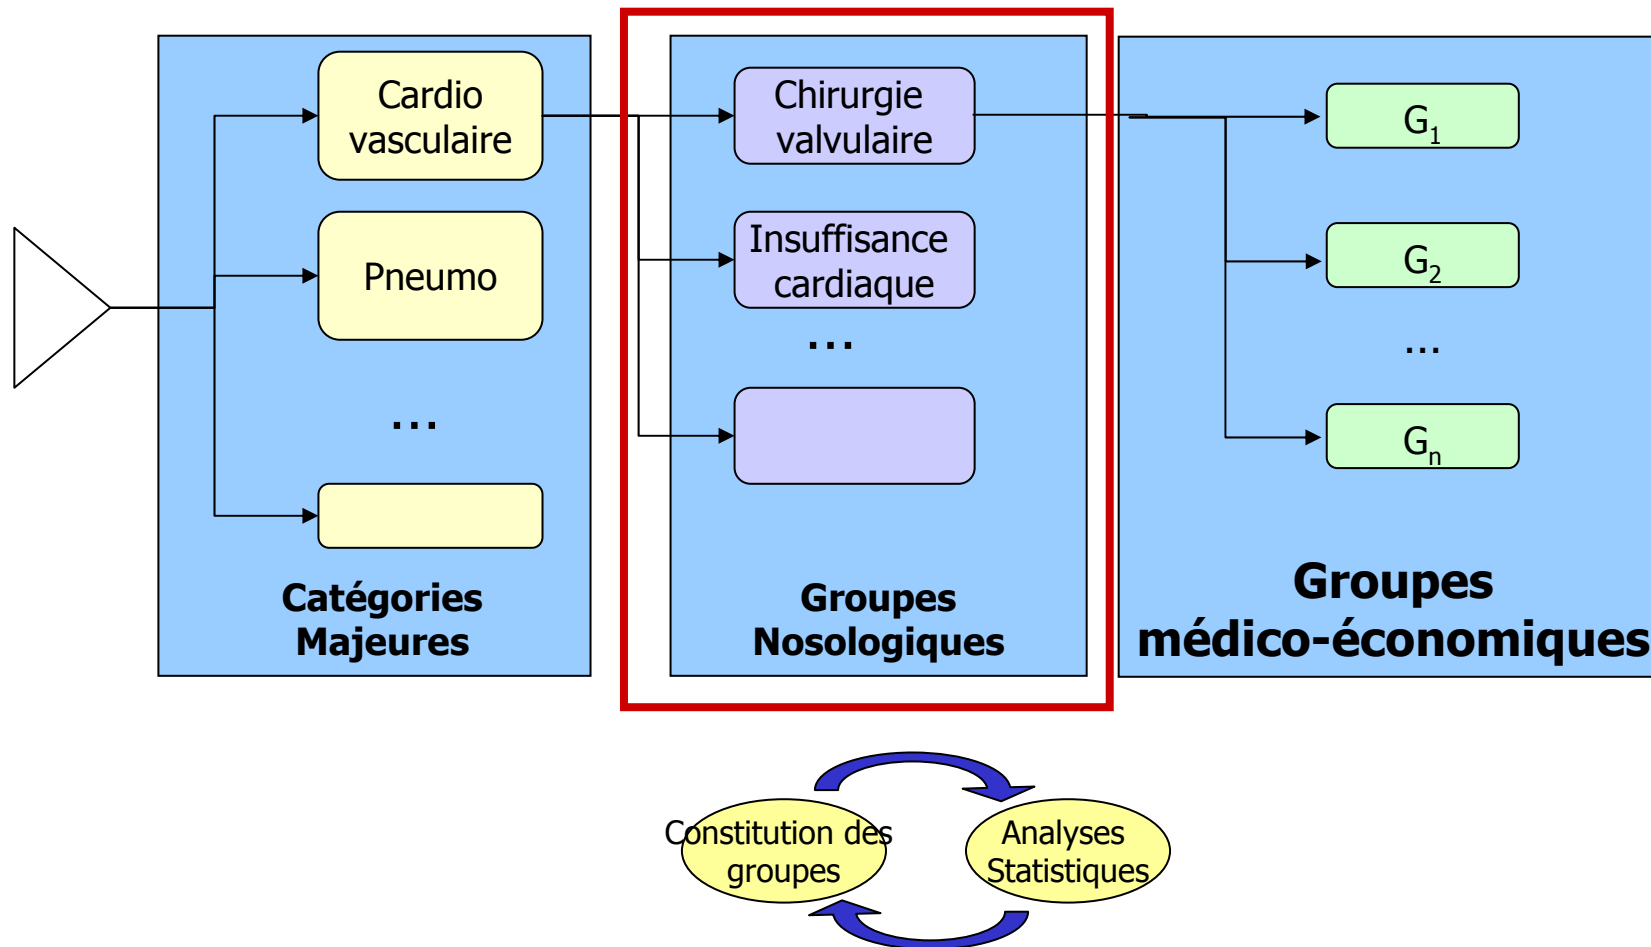 Cardio
vasculaire
Pneumo
...
Catégories
Majeures
Chirurgie
valvulaire
Insuffisance
cardiaque
...
Groupes
Nosologiques
G₁
G₂
...
Gₙ
Groupes
médico-économiques
Constitution des
groupes
Analyses
Statistiques